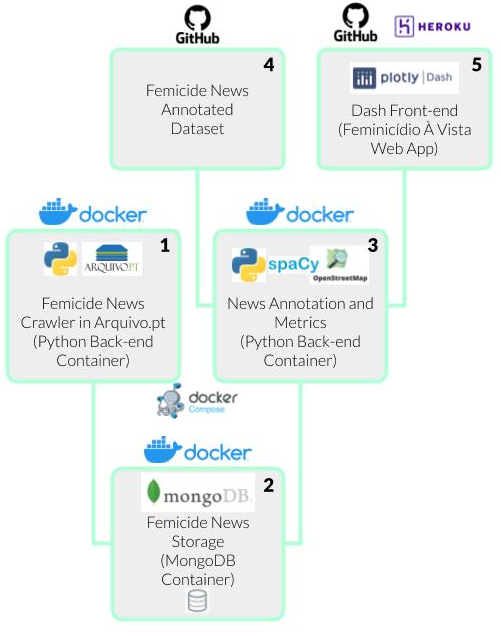 GitHub
4
Femicide News
Annotated
Dataset
GitHub
HEROKU
5
plotly | Dash
Dash Front-end
(Feminicídio À Vista
Web App)
docker
1
ARQUIVO.PT
Femicide News
Crawler in Arquivo.pt
(Python Back-end
Container)
docker
3
spaCy
OpenStreetMap
News Annotation and
Metrics
(Python Back-end
Container)
docker
Compose
docker
2
mongoDB
Femicide News
Storage
(MongoDB
Container)